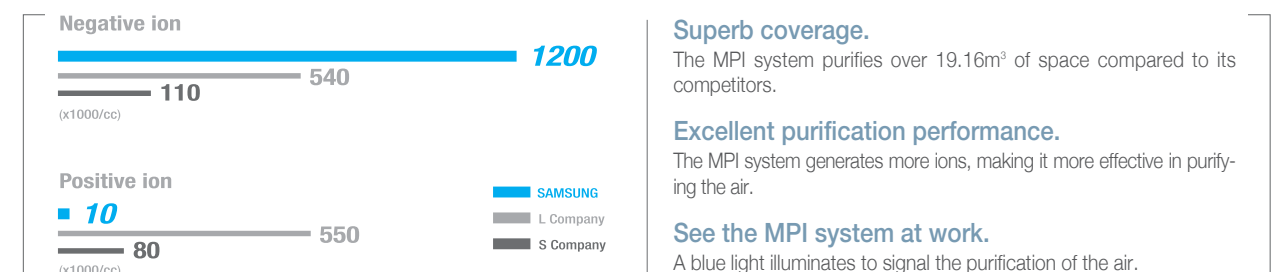 Negative ion
1200
540
110
(x1000/cc)
Positive ion
10
550
80
(x1000/cc)
SAMSUNG
L Company
S Company
Superb coverage.
The MPI system purifies over 19.16m³ of space compared to its
competitors.
Excellent purification performance.
The MPI system generates more ions, making it more effective in purify-
ing the air.
See the MPI system at work.
A blue light illuminates to signal the purification of the air.